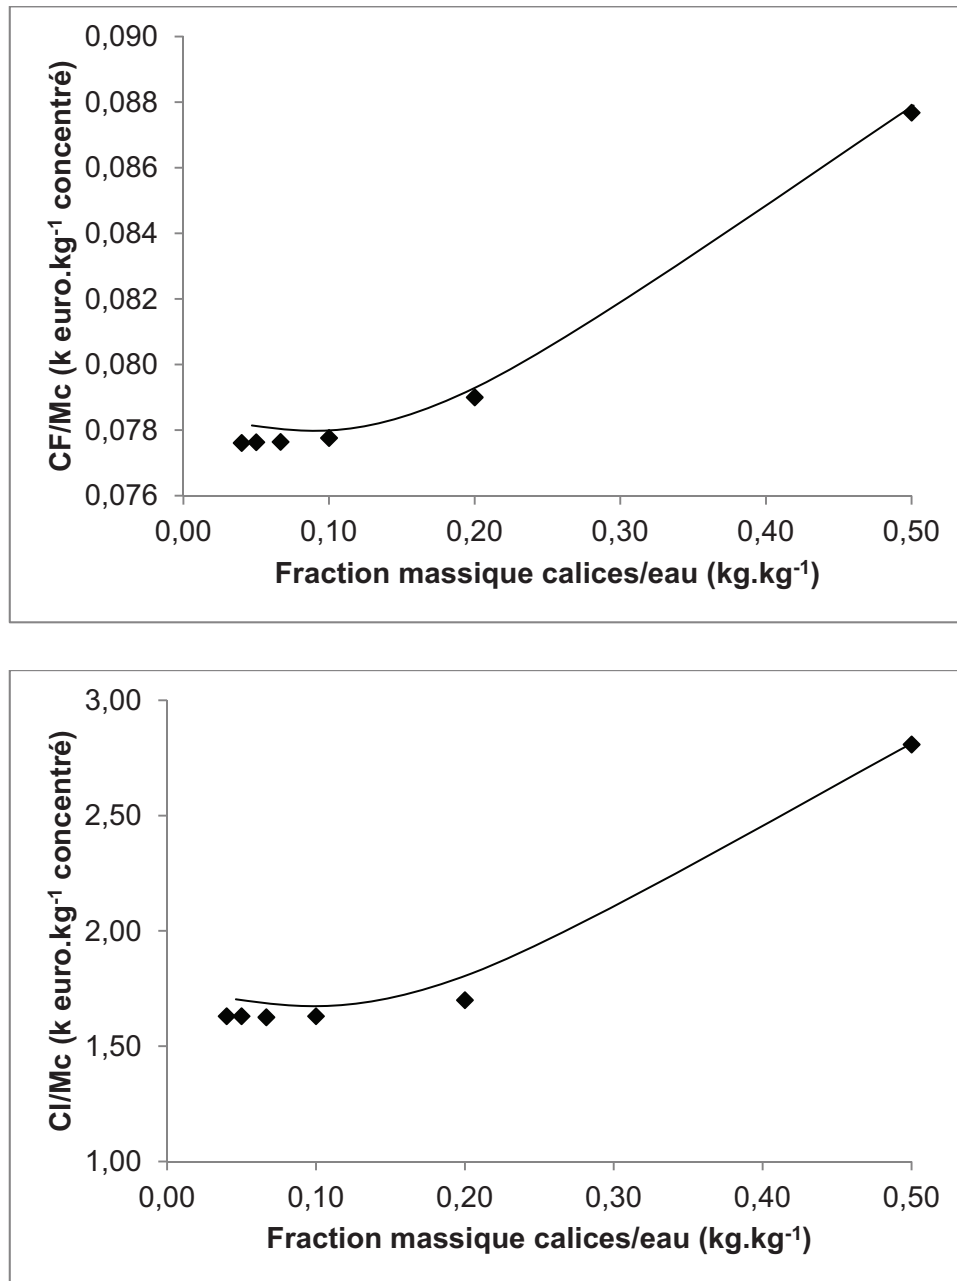 0,090
0,088
0,086
0,084
0,082
0,080
0,078
0,076
CF/Mc (k euro.kg⁻¹ concentré)
0,00 0,10 0,20 0,30 0,40 0,50
Fraction massique calices/eau (kg.kg⁻¹)
3,00
2,50
2,00
1,50
1,00
CI/Mc (k euro.kg⁻¹ concentré)
0,00 0,10 0,20 0,30 0,40 0,50
Fraction massique calices/eau (kg.kg⁻¹)